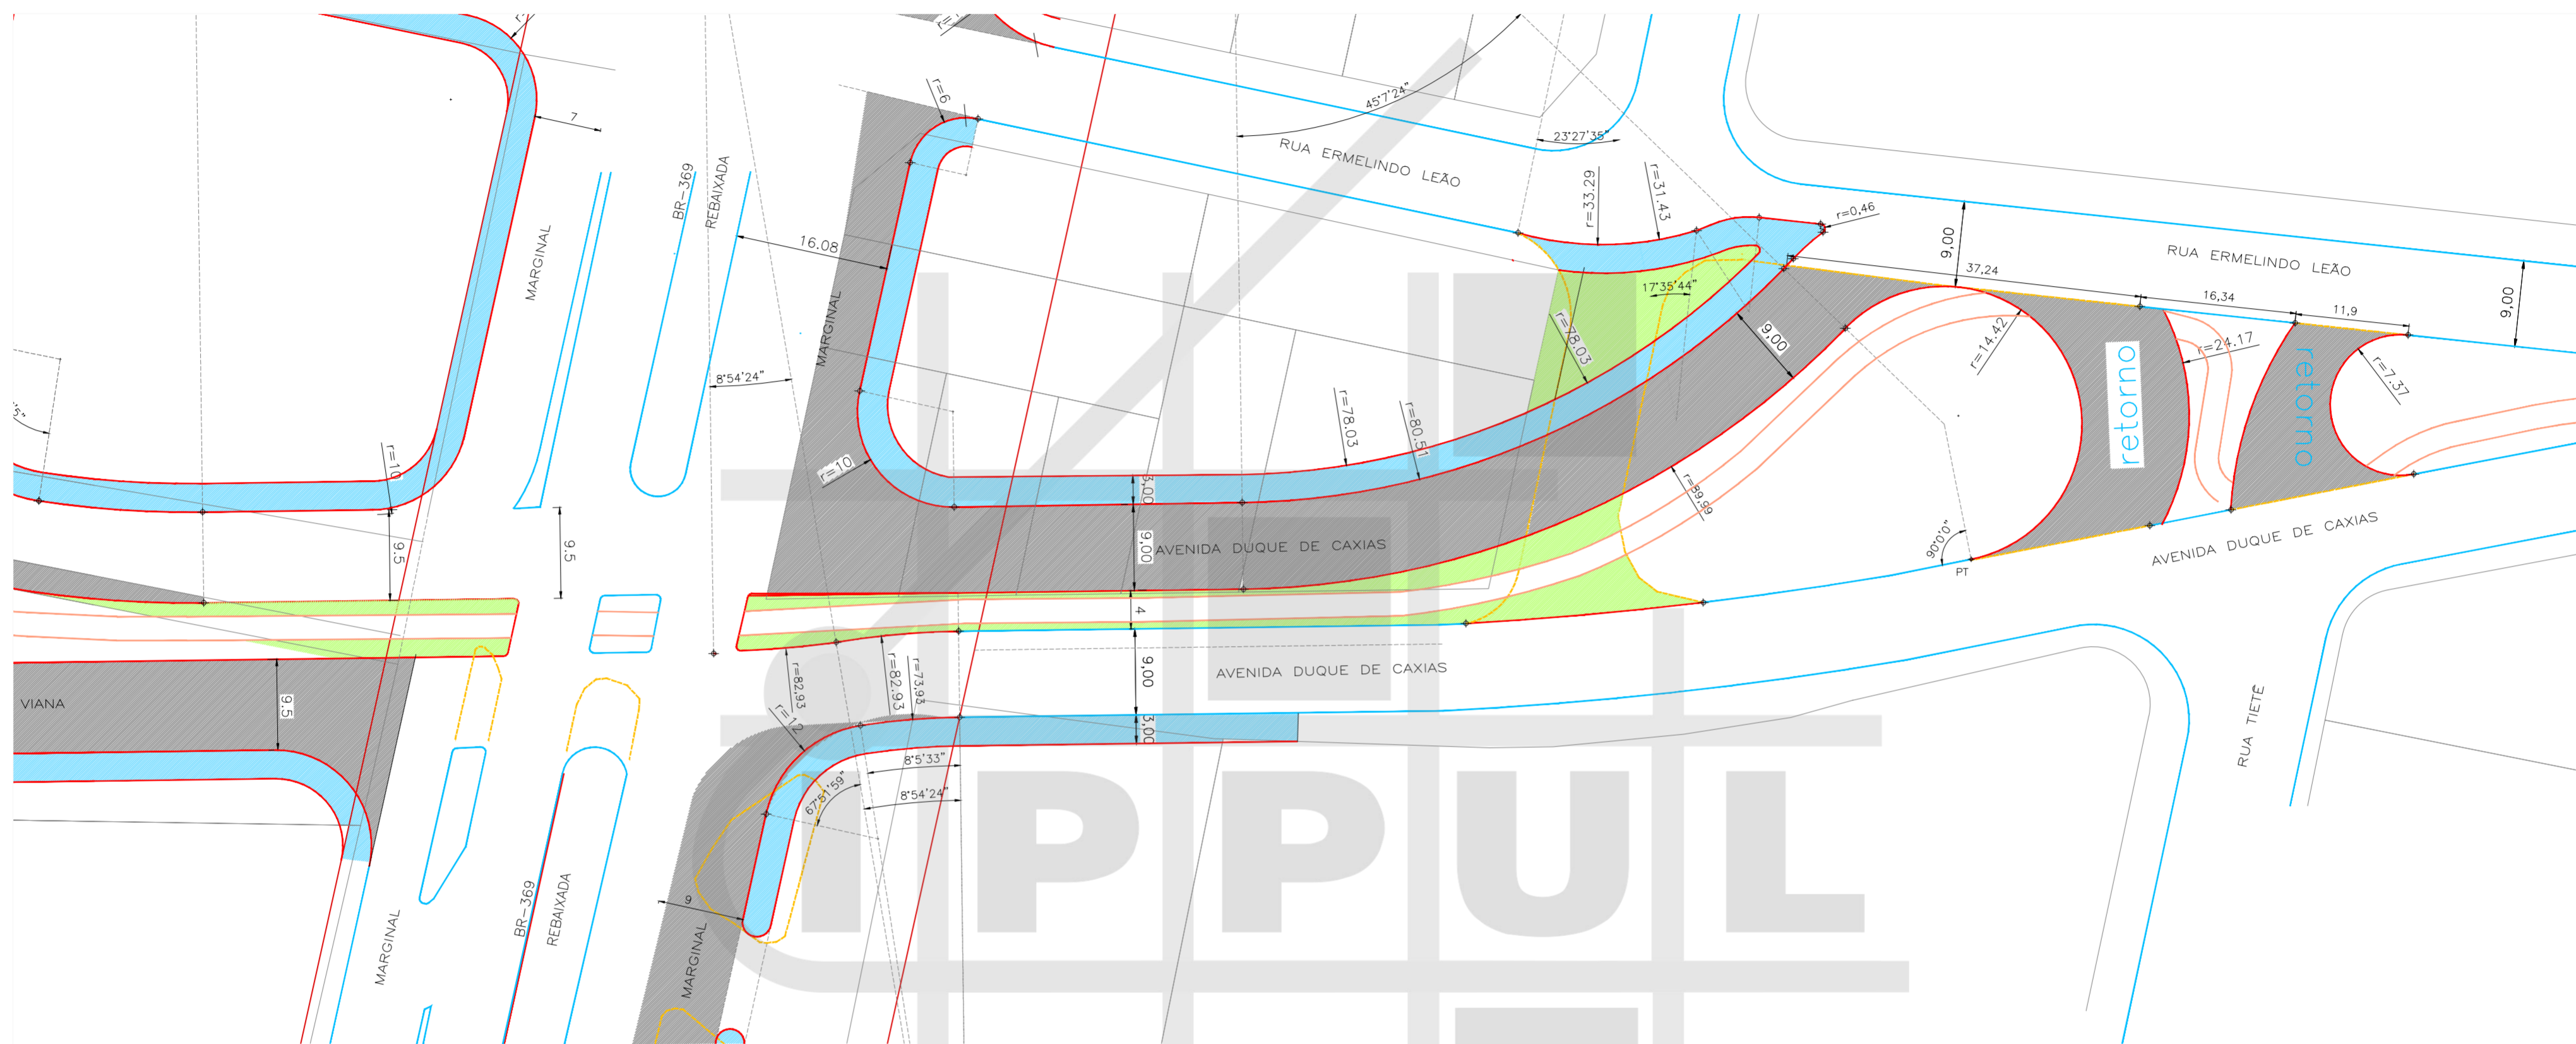 r=6
7
45°7'24"
23°27'35"
RUA ERMELINDO LEÃO
BR-369
REBAIXADA
MARGINAL
16.08
r=33.29
r=31.43
r=0,46
9,00
37,24
RUA ERMELINDO LEÃO
16,34
11,9
9,00
17°35'44"
MARGINAL
8°54'24"
r=78.03
9,00
r=14.42
retorno
r=24.17
retorno
r=7.37
r=78.03
r=80.51
r=10
r=10
3,00
r=89,99
9.5
9.5
9,00
AVENIDA DUQUE DE CAXIAS
90°0'0"
PT
AVENIDA DUQUE DE CAXIAS
4
9,00
AVENIDA DUQUE DE CAXIAS
r=82.93
r=82.93
r=73.93
r=12
3,00
VIANA
9.5
8°5'33"
67°51'59"
8°54'24"
RUA TIETÊ
BR-369
REBAIXADA
MARGINAL
9
MARGINAL
IPPUL